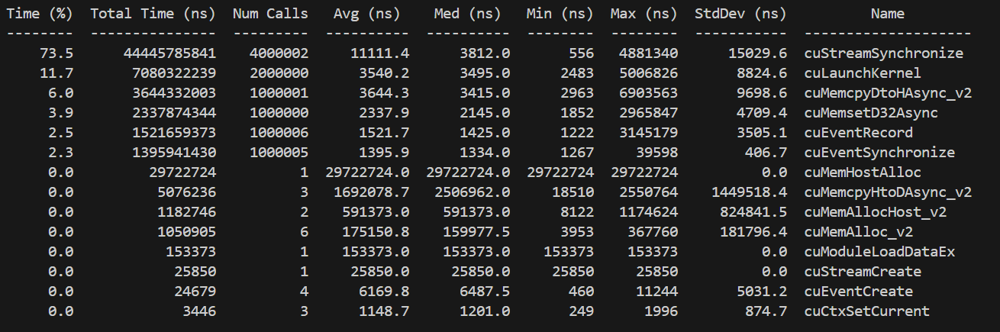 Time (%)  Total Time (ns)  Num Calls   Avg (ns)    Med (ns)   Min (ns)  Max (ns)  StdDev (ns)          Name
--------  ---------------  ---------  ----------  ----------  --------  --------  -----------  --------------------
    73.5      44445785841    4000002     11111.4      3812.0       556   4881340      15029.6  cuStreamSynchronize
    11.7       7080322239    2000000      3540.2      3495.0      2483   5006826       8824.6  cuLaunchKernel
     6.0       3644332003    1000001      3644.3      3415.0      2963   6903563       9698.6  cuMemcpyDtoHAsync_v2
     3.9       2337874344    1000000      2337.9      2145.0      1852   2965847       4709.4  cuMemsetD32Async
     2.5       1521659373    1000006      1521.7      1425.0      1222   3145179       3505.1  cuEventRecord
     2.3       1395941430    1000005      1395.9      1334.0      1267     39598        406.7  cuEventSynchronize
     0.0         29722724          1  29722724.0  29722724.0  29722724  29722724          0.0  cuMemHostAlloc
     0.0          5076236          3   1692078.7   2506962.0     18510   2550764    1449518.4  cuMemcpyHtoDAsync_v2
     0.0          1182746          2    591373.0    591373.0      8122   1174624     824841.5  cuMemAllocHost_v2
     0.0          1050905          6    175150.8    159977.5      3953    367760     181796.4  cuMemAlloc_v2
     0.0           153373          1    153373.0    153373.0    153373    153373          0.0  cuModuleLoadDataEx
     0.0            25850          1     25850.0     25850.0     25850     25850          0.0  cuStreamCreate
     0.0            24679          4      6169.8      6487.5       460     11244       5031.2  cuEventCreate
     0.0             3446          3      1148.7      1201.0       249      1996        874.7  cuCtxSetCurrent